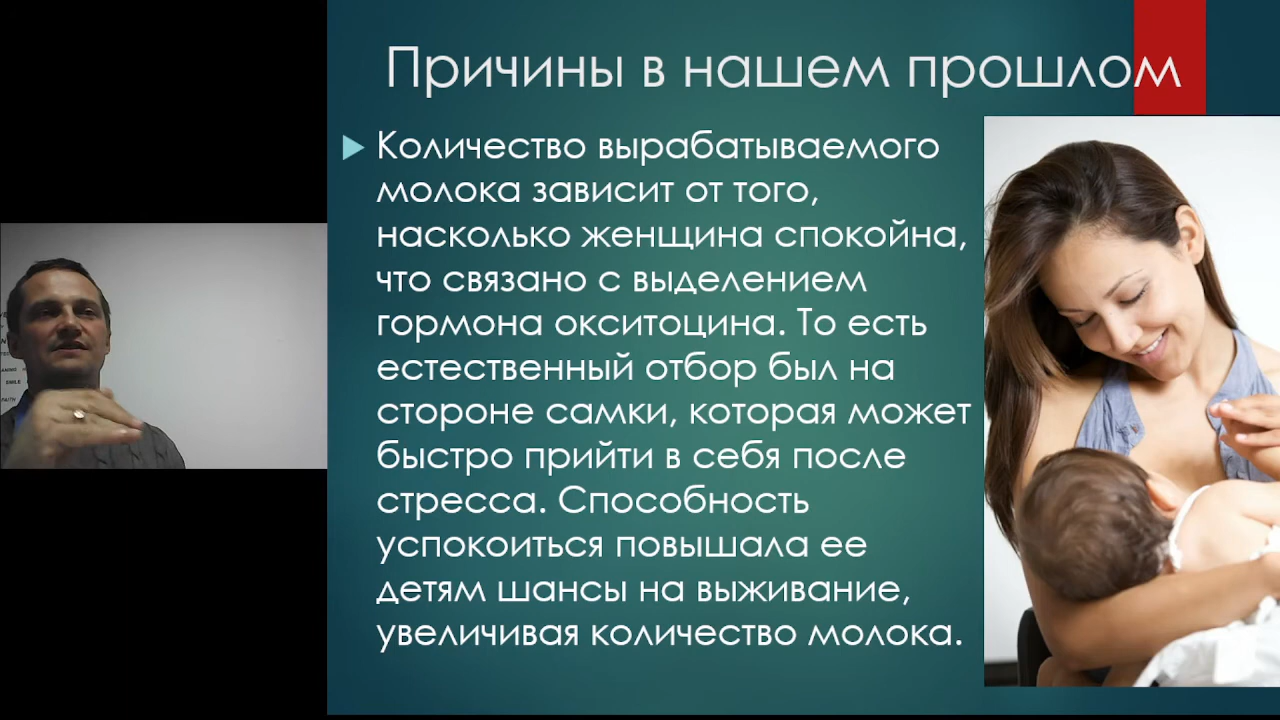 Причины в нашем прошлом
Количество вырабатываемого
молока зависит от того,
насколько женщина спокойна,
что связано с выделением
гормона окситоцина. То есть
естественный отбор был на
стороне самки, которая может
быстро прийти в себя после
стресса. Способность
успокоиться повышала ее
детям шансы на выживание,
увеличивая количество молока.
SMILE
FAITH